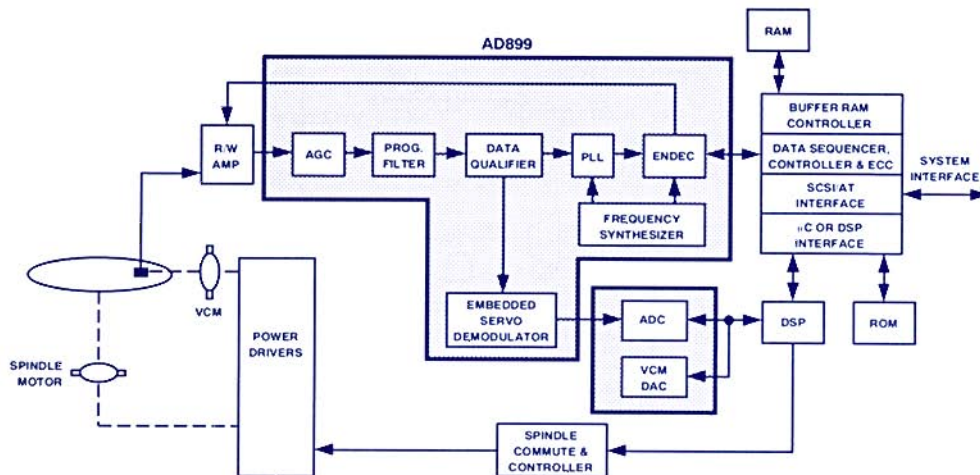 AD899
RAM
R/W
AMP
AGC
PROG.
FILTER
DATA
QUALIFIER
PLL
ENDEC
FREQUENCY
SYNTHESIZER
BUFFER RAM
CONTROLLER
DATA SEQUENCER,
CONTROLLER & ECC
SCSI/AT
INTERFACE
µC OR DSP
INTERFACE
SYSTEM
INTERFACE
VCM
SPINDLE
MOTOR
POWER
DRIVERS
EMBEDDED
SERVO
DEMODULATOR
ADC
VCM
DAC
DSP
ROM
SPINDLE
COMMUTE &
CONTROLLER